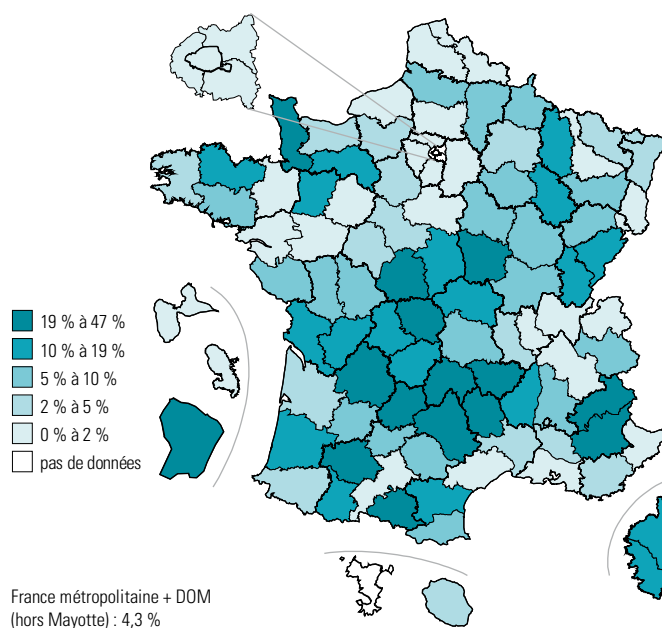 19 % à 47 %
10 % à 19 %
5 % à 10 %
2 % à 5 %
0 % à 2 %
pas de données
France métropolitaine + DOM
(hors Mayotte) : 4,3 %